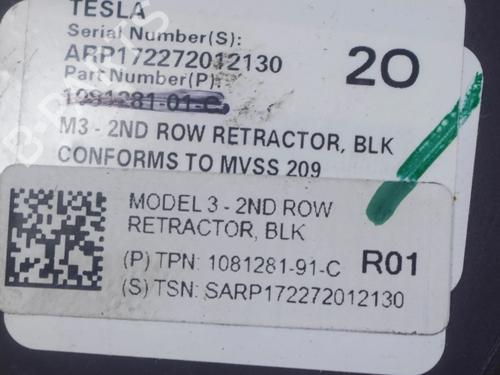 TESLA
Serial Number(S):
ARP172272012130
Part Number(P):
1081281-01-C
2O
M3 - 2ND ROW RETRACTOR, BLK
CONFORMS TO MVSS 209
MODEL 3 - 2ND ROW
RETRACTOR, BLK
(P) TPN: 1081281-91-C R01
(S) TSN: SARP172272012130